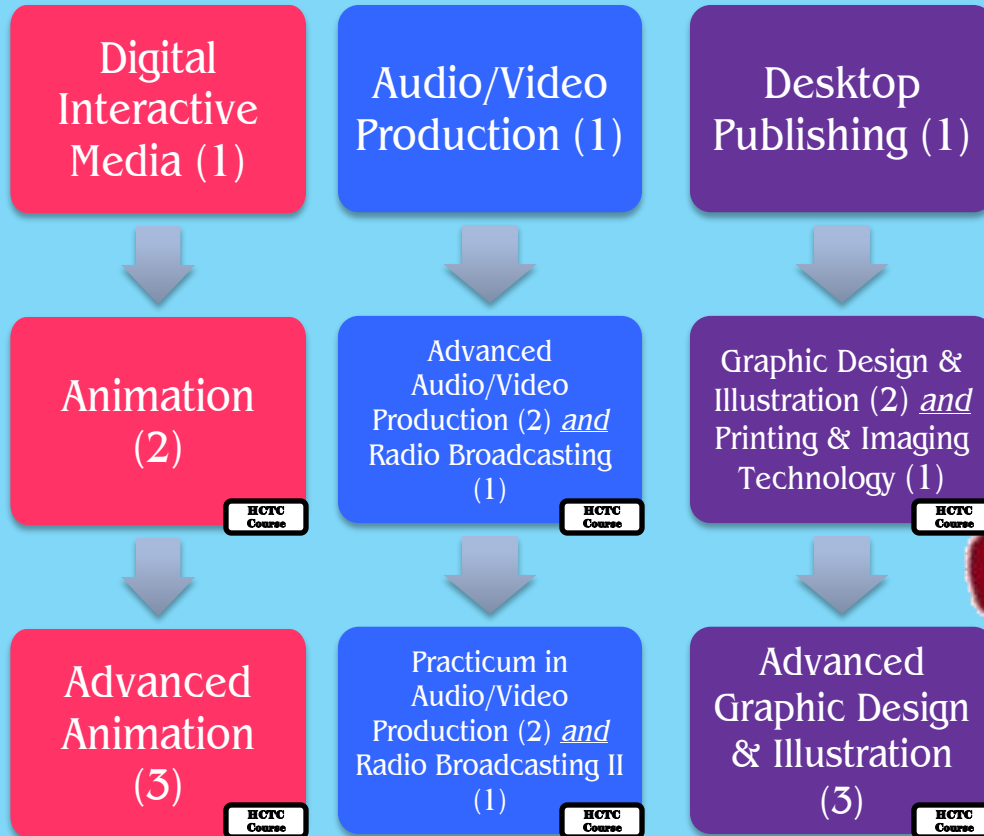 Digital
Interactive
Media (1)
Audio/Video
Production (1)
Desktop
Publishing (1)
Animation
(2)
HCTC
Course
Advanced
Audio/Video
Production (2) and
Radio Broadcasting
(1)
HCTC
Course
Graphic Design &
Illustration (2) and
Printing & Imaging
Technology (1)
HCTC
Course
Advanced
Animation
(3)
HCTC
Course
Practicum in
Audio/Video
Production (2) and
Radio Broadcasting II
(1)
HCTC
Course
Advanced
Graphic Design
& Illustration
(3)
HCTC
Course